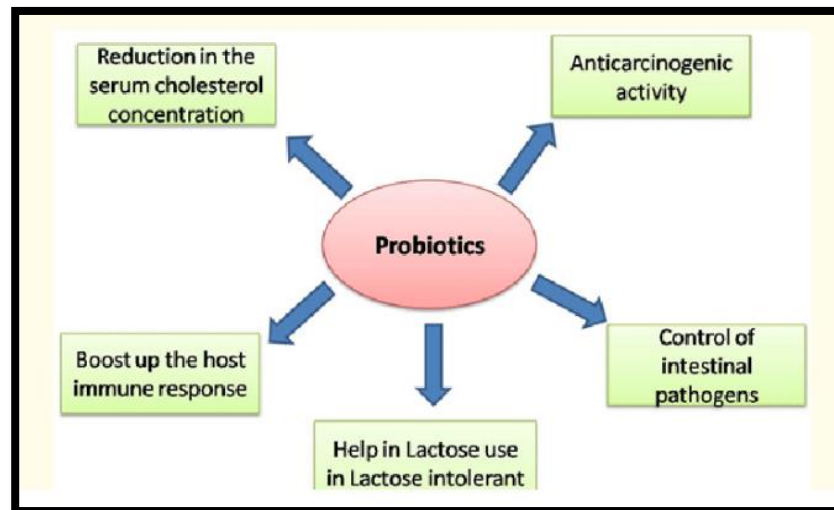 Reduction in the
serum cholesterol
concentration
Anticarcinogenic
activity
Probiotics
Boost up the host
immune response
Control of
intestinal
pathogens
Help in Lactose use
in Lactose intolerant